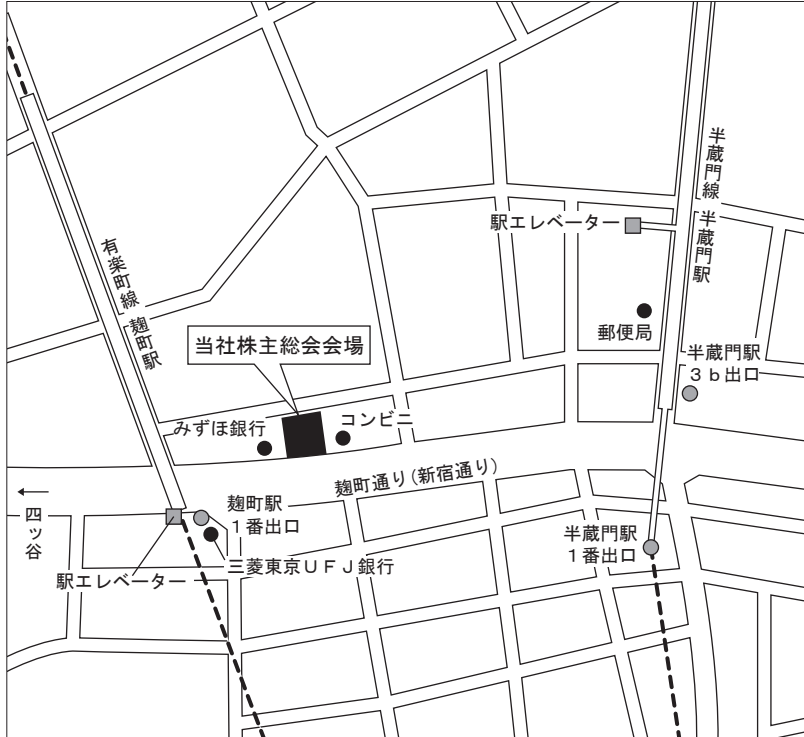 半蔵門線
半蔵門駅
駅エレベーター
有楽町線
麹町駅
郵便局
当社株主総会会場
半蔵門駅
３ｂ出口
みずほ銀行
コンビニ
麹町通り(新宿通り)
←
四ッ谷
麹町駅
１番出口
半蔵門駅
１番出口
三菱東京ＵＦＪ銀行
駅エレベーター